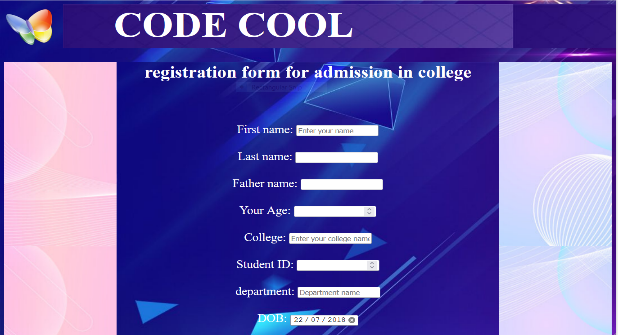 CODE COOL
registration form for admission in college
First name: Enter your name
Last name:
Father name:
Your Age:
College: Enter your college name
Student ID:
department: Department name
DOB: 22 / 07 / 2018